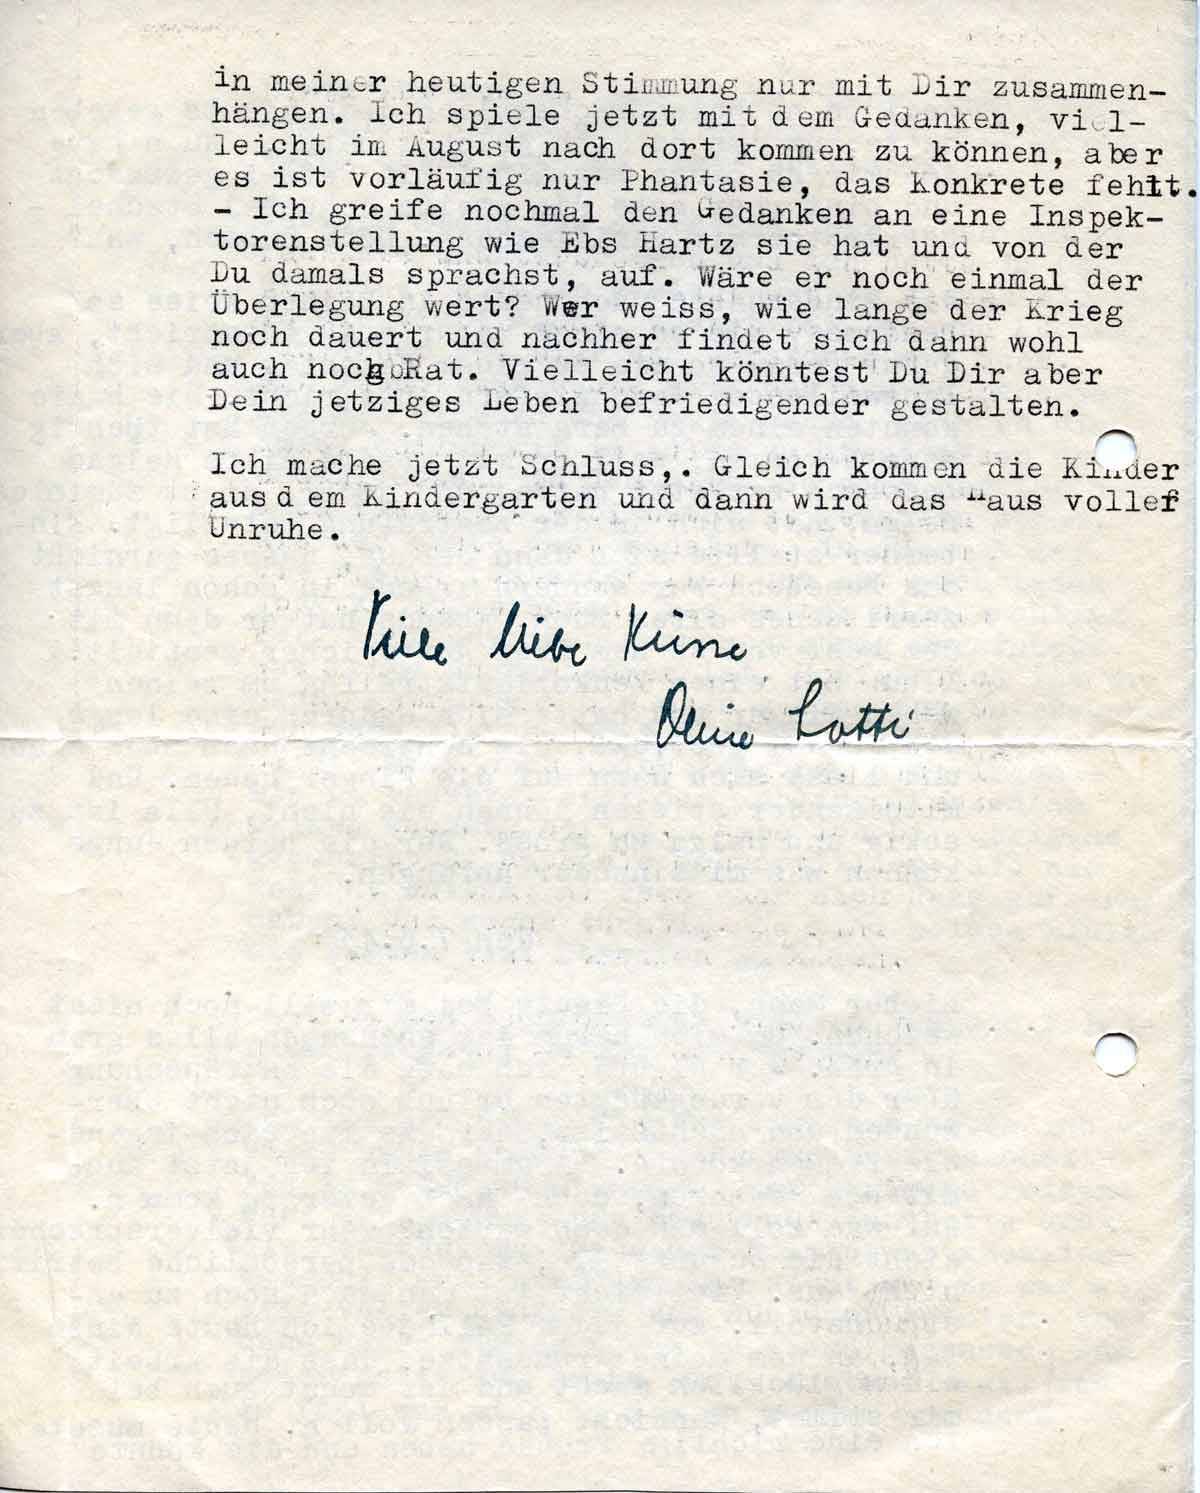 in meiner heutigen Stimmung nur mit Dir zusammen-
hängen. Ich spiele jetzt mit dem Gedanken, viel-
leicht im August nach dort kommen zu können, aber
es ist vorläufig nur Phantasie, das Konkrete fehlt.
- Ich greife nochmal den Gedanken an eine Inspek-
torenstellung wie Ebs Hartz sie hat und von der
Du damals sprachst, auf. Wäre er noch einmal der
Überlegung wert? Wer weiss, wie lange der Krieg
noch dauert und nachher findet sich dann wohl
auch noch Rat. Vielleicht könntest Du Dir aber
Dein jetziges Leben befriedigender gestalten.
Ich mache jetzt Schluss,. Gleich kommen die Kinder
aus dem Kindergarten und dann wird das Haus voller
Unruhe.
Viele liebe Küsse
Deine Lotti